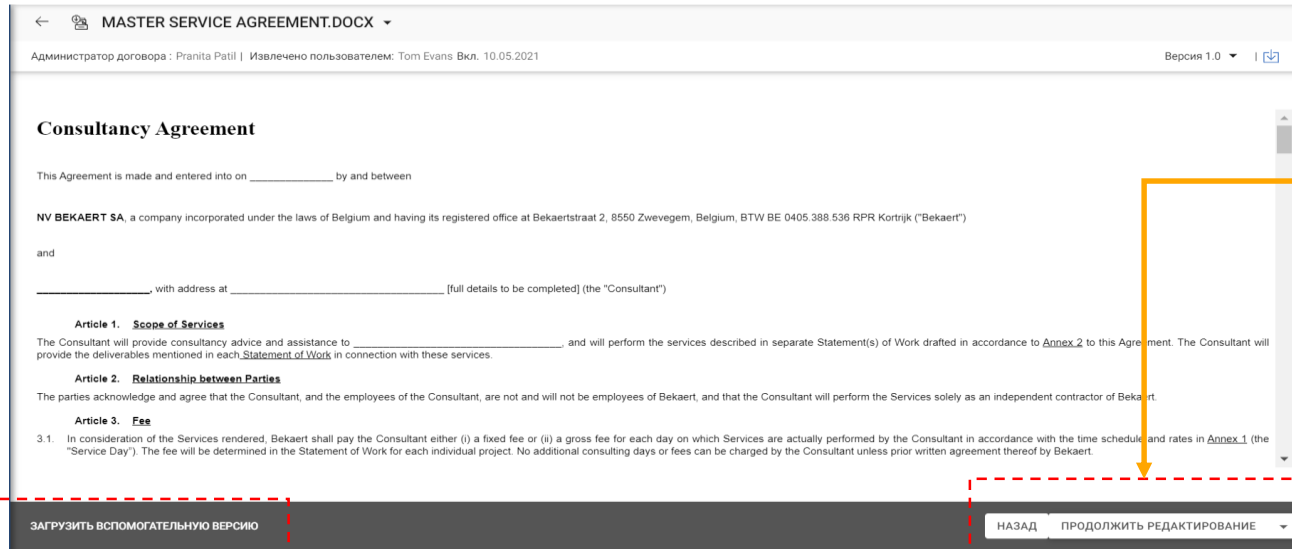 MASTER SERVICE AGREEMENT.DOCX
Администратор договора : Pranita Patil | Извлечено пользователем: Tom Evans Вкл. 10.05.2021 Версия 1.0 |
Consultancy Agreement
This Agreement is made and entered into on _____________ by and between
NV BEKAERT SA, a company incorporated under the laws of Belgium and having its registered office at Bekaertstraat 2, 8550 Zwevegem, Belgium, BTW BE 0405.388.536 RPR Kortrijk ("Bekaert")
and
___________________, with address at __________________________________ [full details to be completed] (the "Consultant")
Article 1. Scope of Services
The Consultant will provide consultancy advice and assistance to _________________________________, and will perform the services described in separate Statement(s) of Work drafted in accordance to Annex 2 to this Agreement. The Consultant will
provide the deliverables mentioned in each Statement of Work in connection with these services.
Article 2. Relationship between Parties
The parties acknowledge and agree that the Consultant, and the employees of the Consultant, are not and will not be employees of Bekaert, and that the Consultant will perform the Services solely as an independent contractor of Bekaert.
Article 3. Fee
3.1. In consideration of the Services rendered, Bekaert shall pay the Consultant either (i) a fixed fee or (ii) a gross fee for each day on which Services are actually performed by the Consultant in accordance with the time schedule and rates in Annex 1 (the
"Service Day"). The fee will be determined in the Statement of Work for each individual project. No additional consulting days or fees can be charged by the Consultant unless prior written agreement thereof by Bekaert.
ЗАГРУЗИТЬ ВСПОМОГАТЕЛЬНУЮ ВЕРСИЮ НАЗАД ПРОДОЛЖИТЬ РЕДАКТИРОВАНИЕ